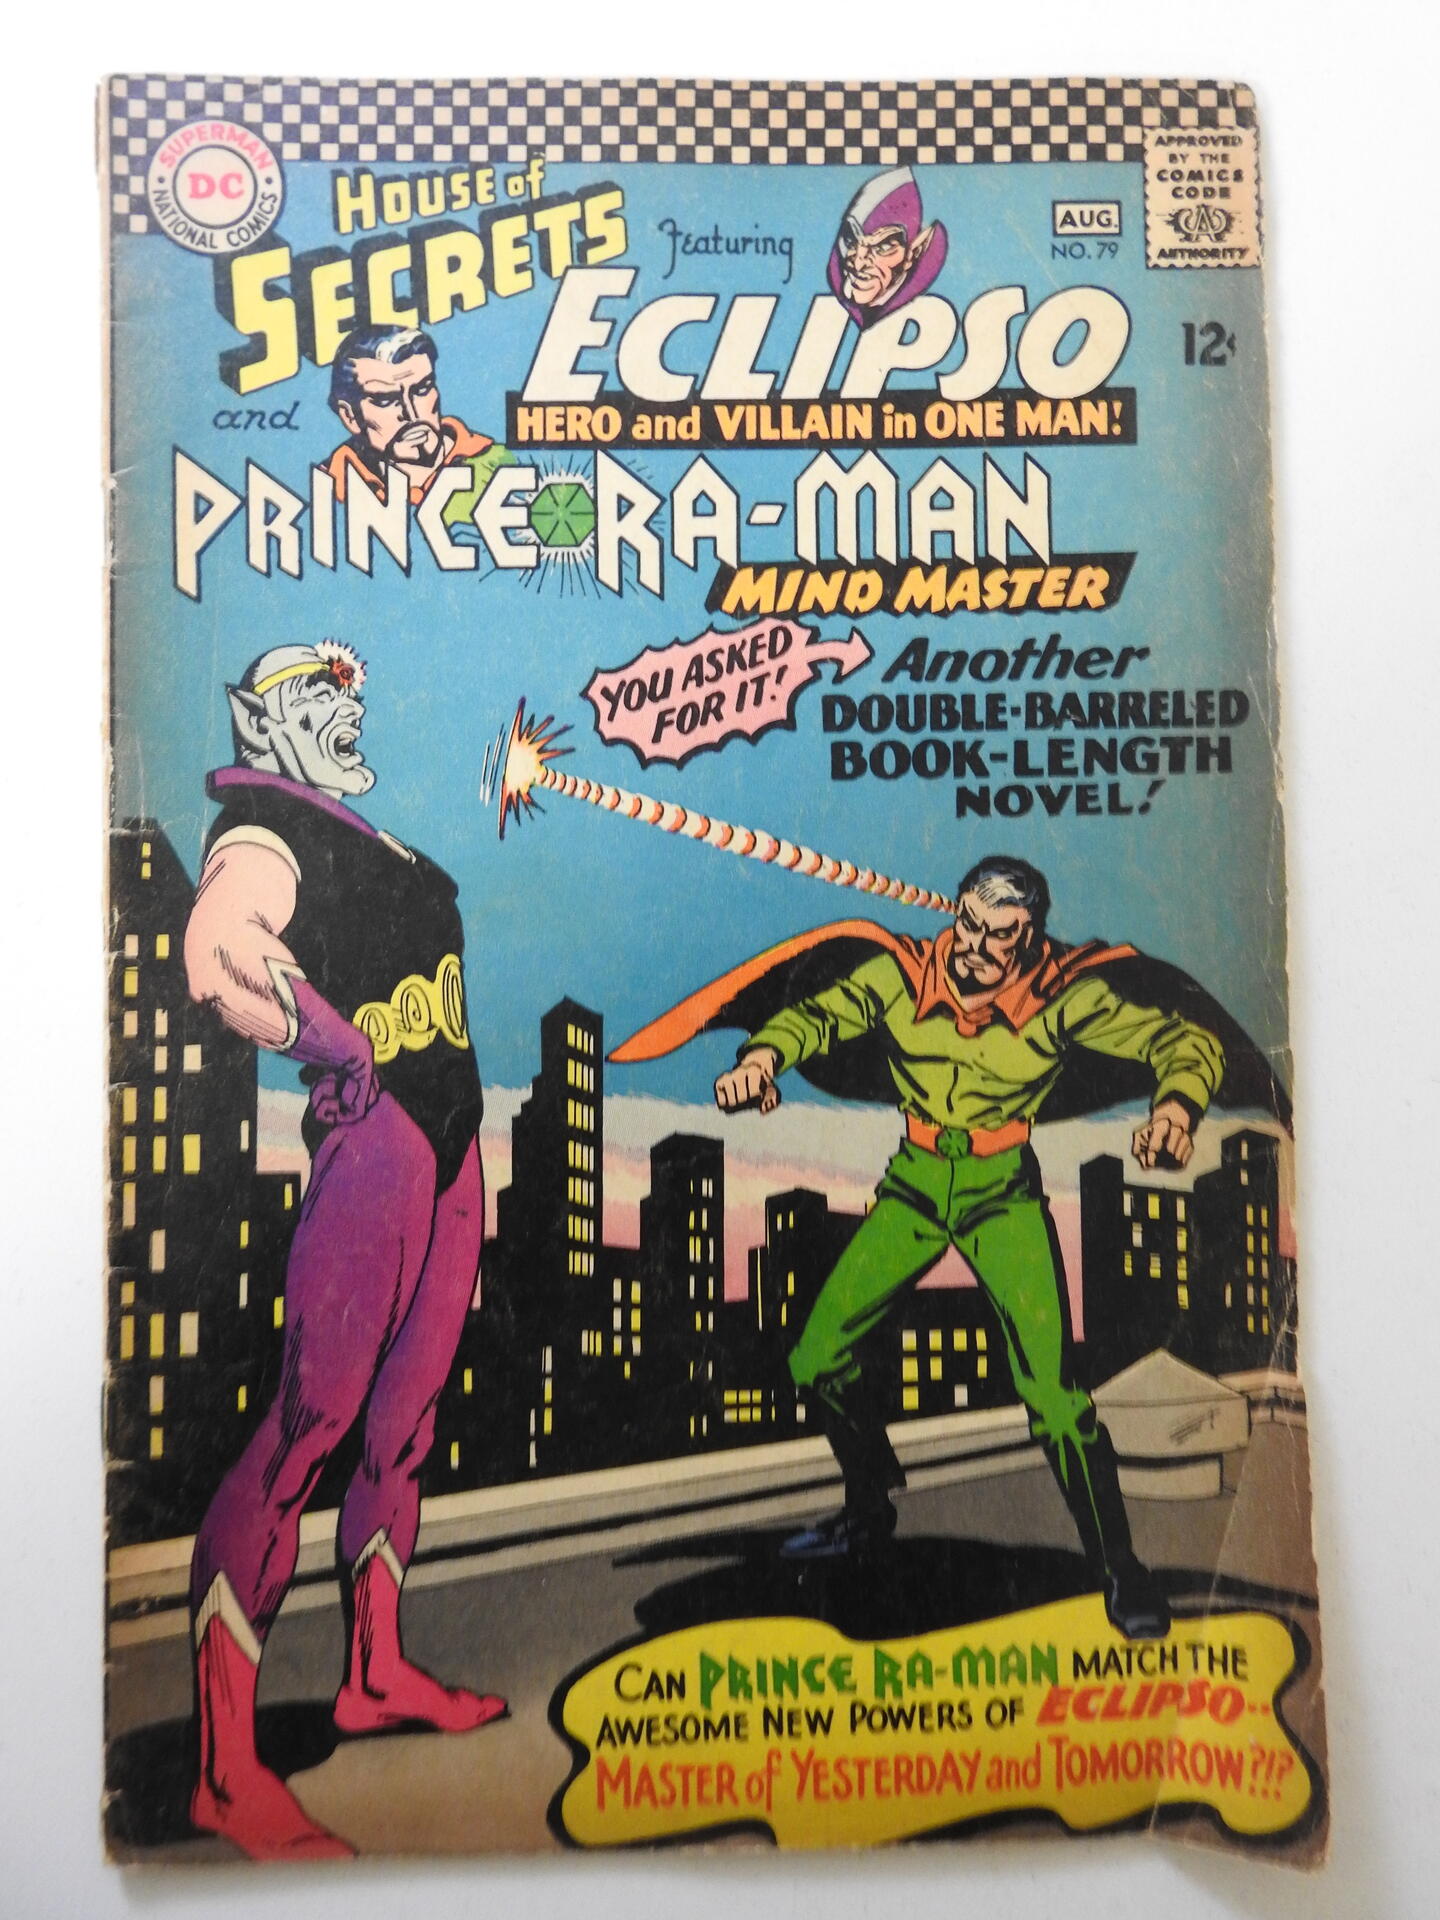 SUPERMAN
DC
NATIONAL COMICS
HOUSE of
SECRETS
Featuring
ECLIPSO
HERO and VILLAIN in ONE MAN!
AUG.
NO. 79
APPROVED
BY THE
COMICS
CODE
CA
AUTHORITY
12¢
and
PRINCE RA-MAN
MIND MASTER
YOU ASKED
FOR IT!
Another
DOUBLE-BARRELED
BOOK-LENGTH
NOVEL!
CAN PRINCE RA-MAN MATCH THE
AWESOME NEW POWERS OF ECLIPSO--
MASTER of YESTERDAY and TOMORROW?!?